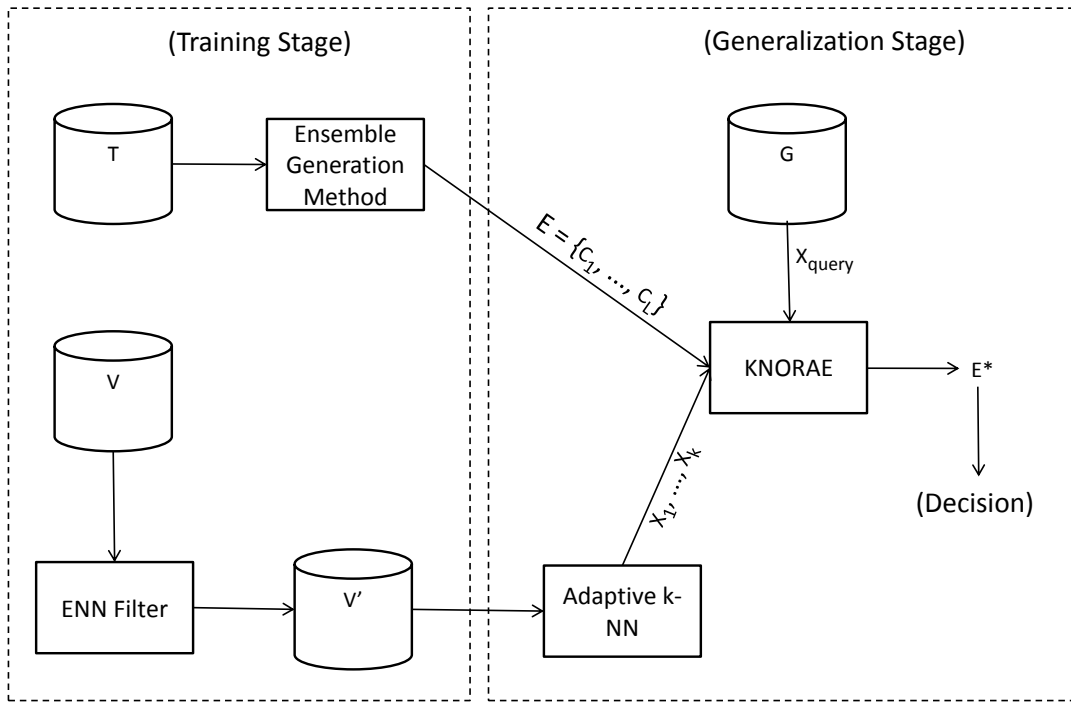 (Training Stage)
(Generalization Stage)
T
Ensemble
Generation
Method
G
E = {C1, ..., CL}
Xquery
V
KNORAE
E*
X1, ..., Xk
(Decision)
ENN Filter
V'
Adaptive k-
NN